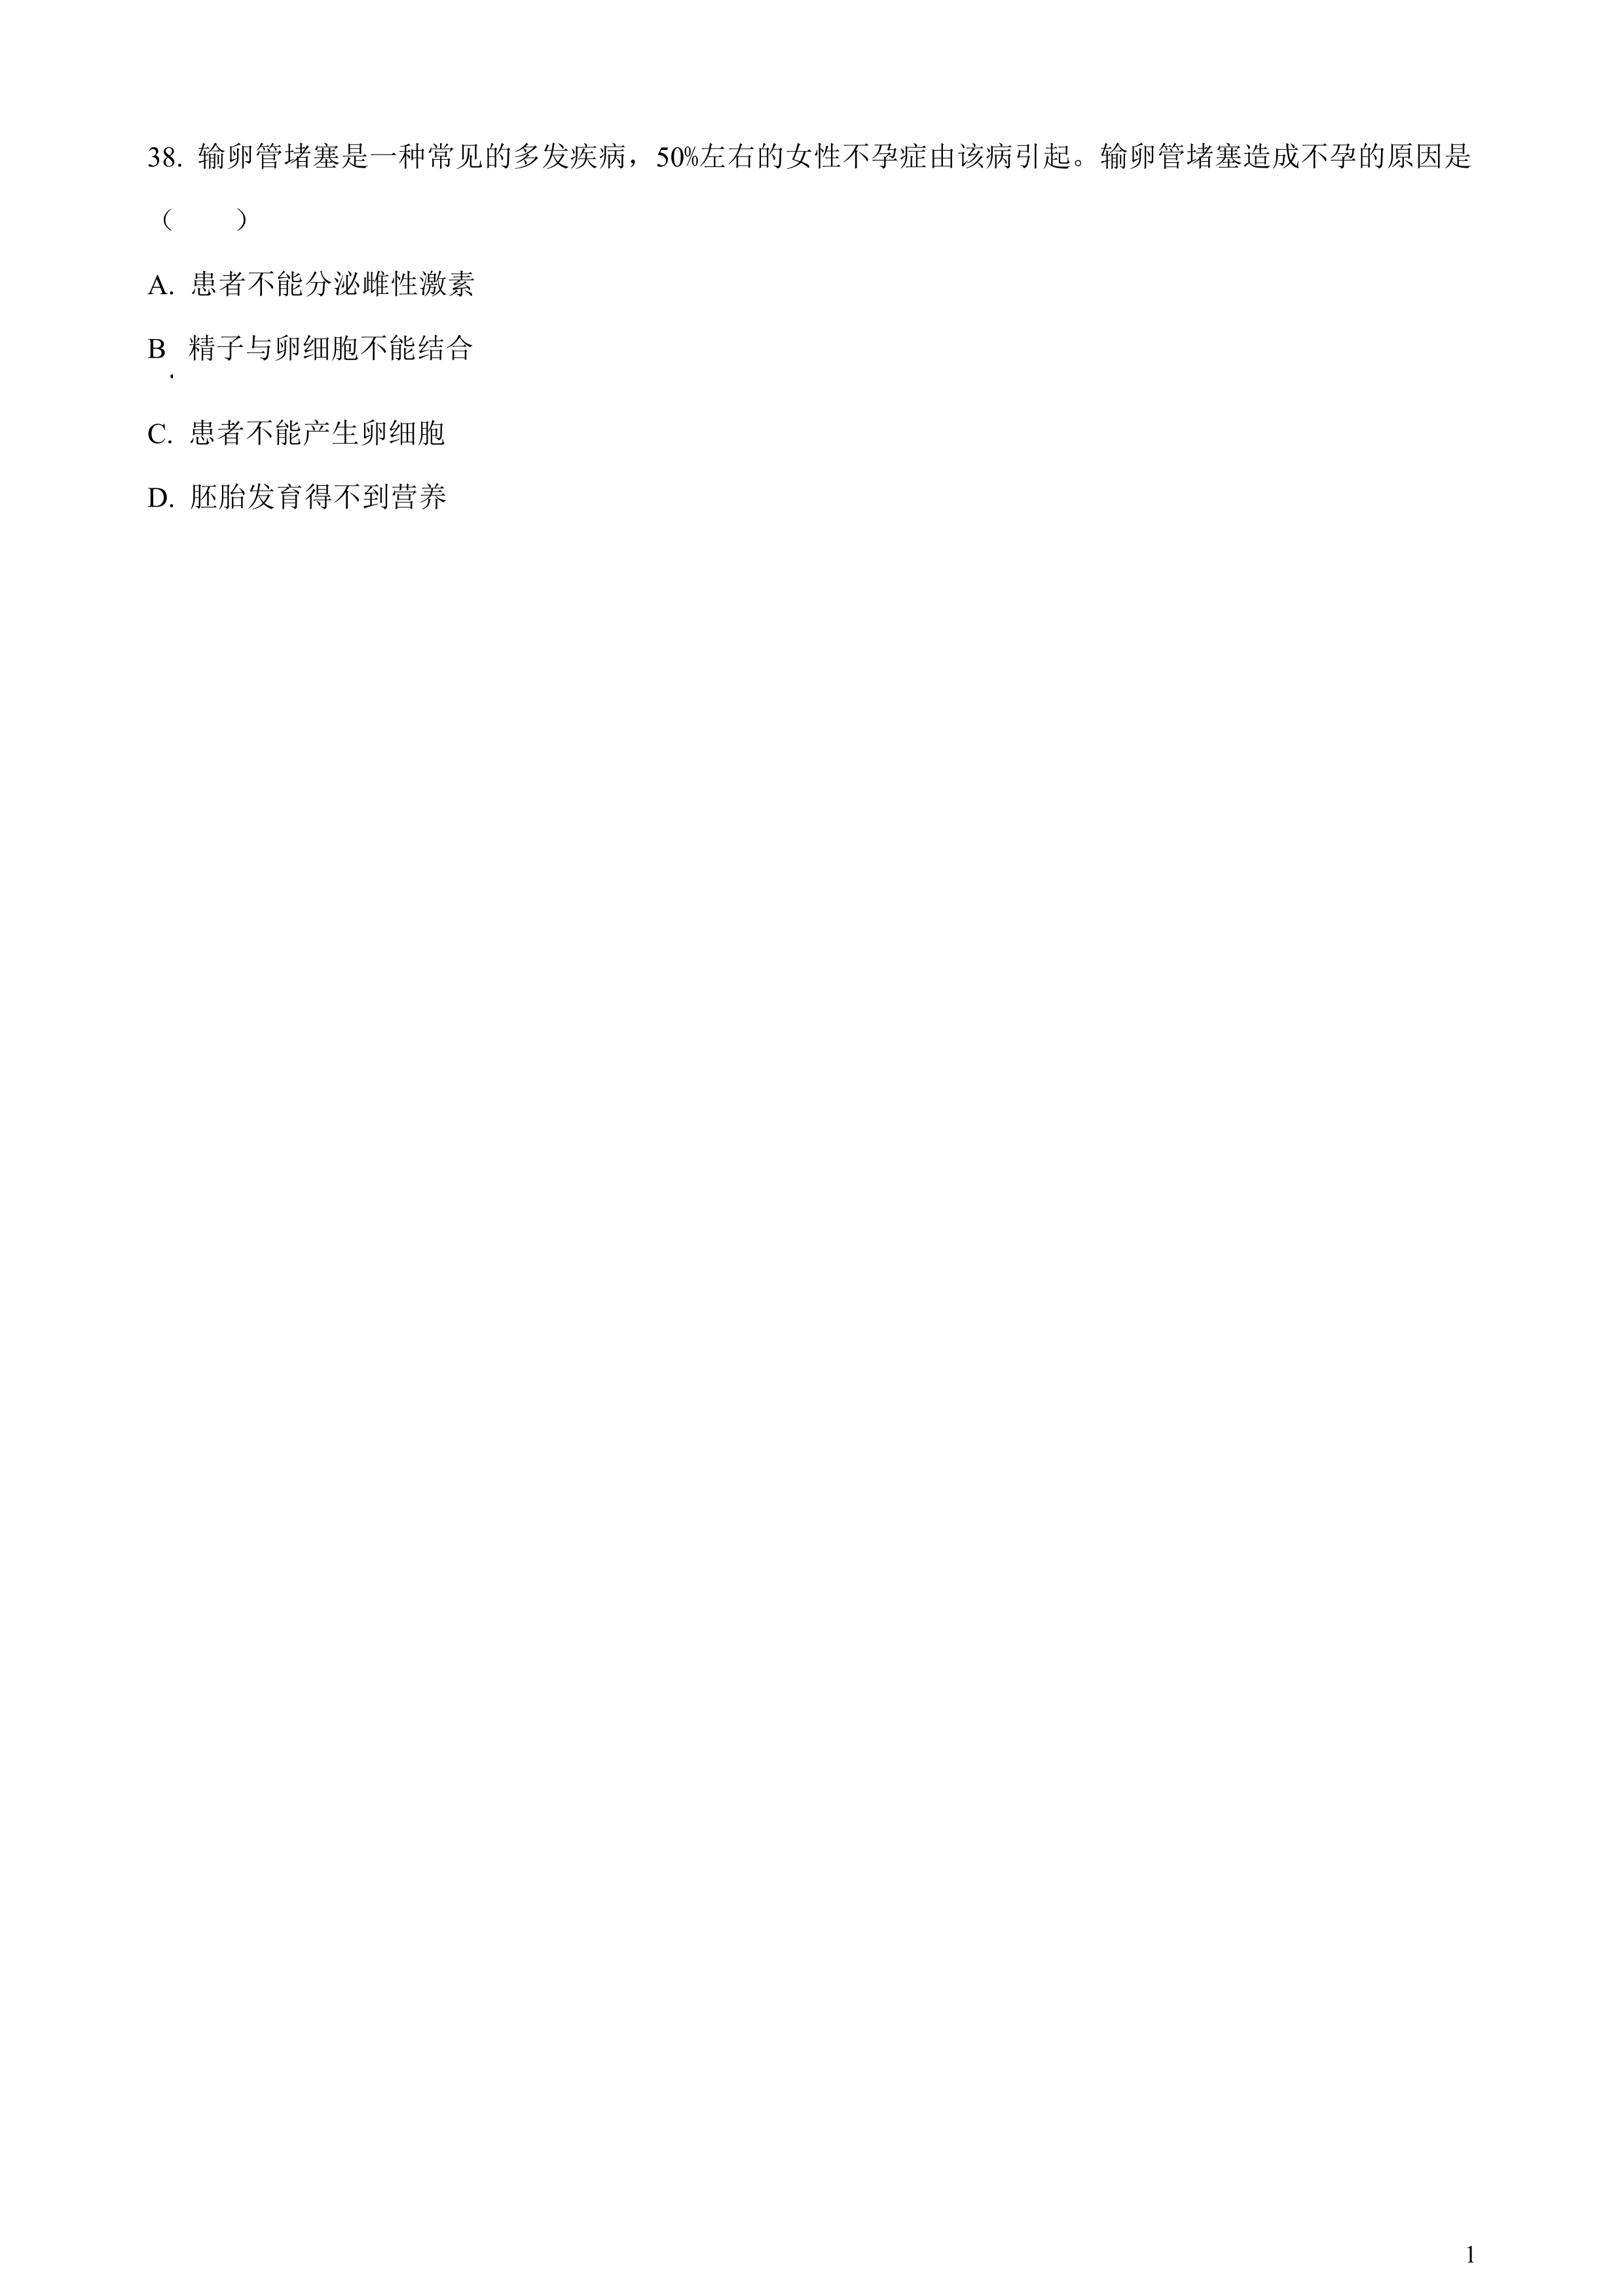 38. 输卵管堵塞是一种常见的多发疾病，50%左右的女性不孕症由该病引起。输卵管堵塞造成不孕的原因是
（　　）
A. 患者不能分泌雌性激素
B. 精子与卵细胞不能结合
C. 患者不能产生卵细胞
D. 胚胎发育得不到营养
1